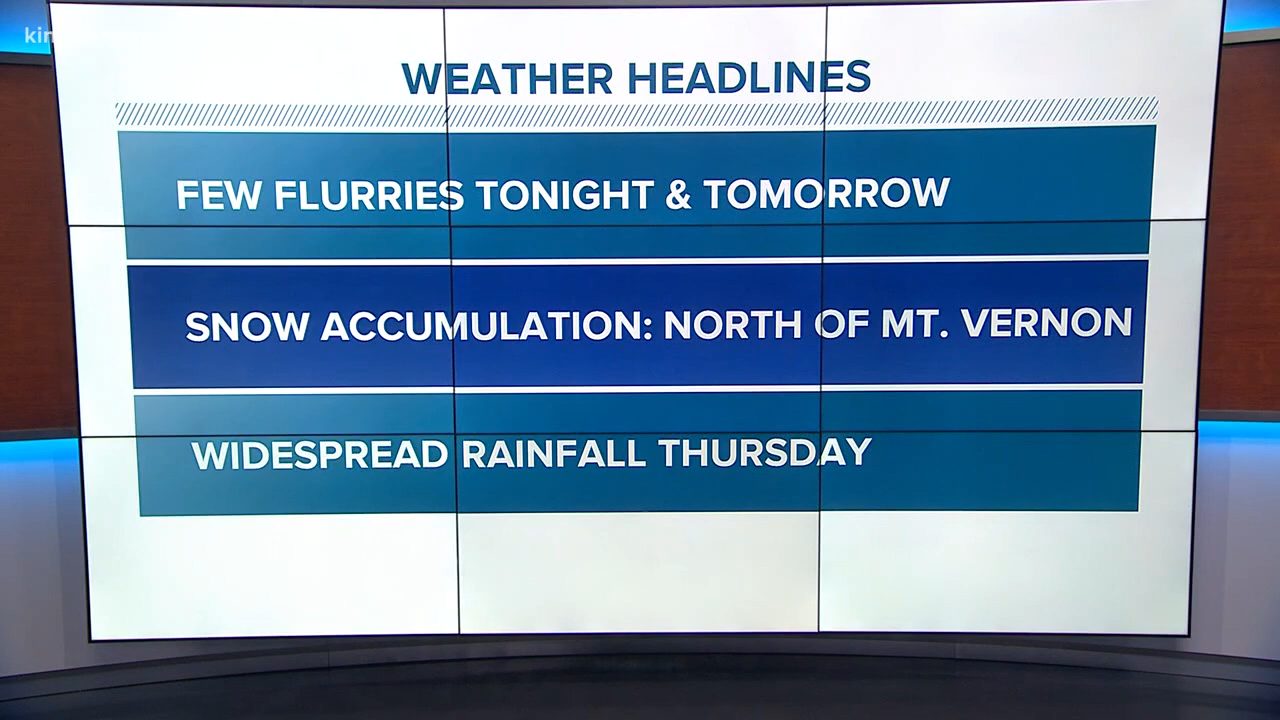 WEATHER HEADLINES
FEW FLURRIES TONIGHT & TOMORROW
SNOW ACCUMULATION: NORTH OF MT. VERNON
WIDESPREAD RAINFALL THURSDAY